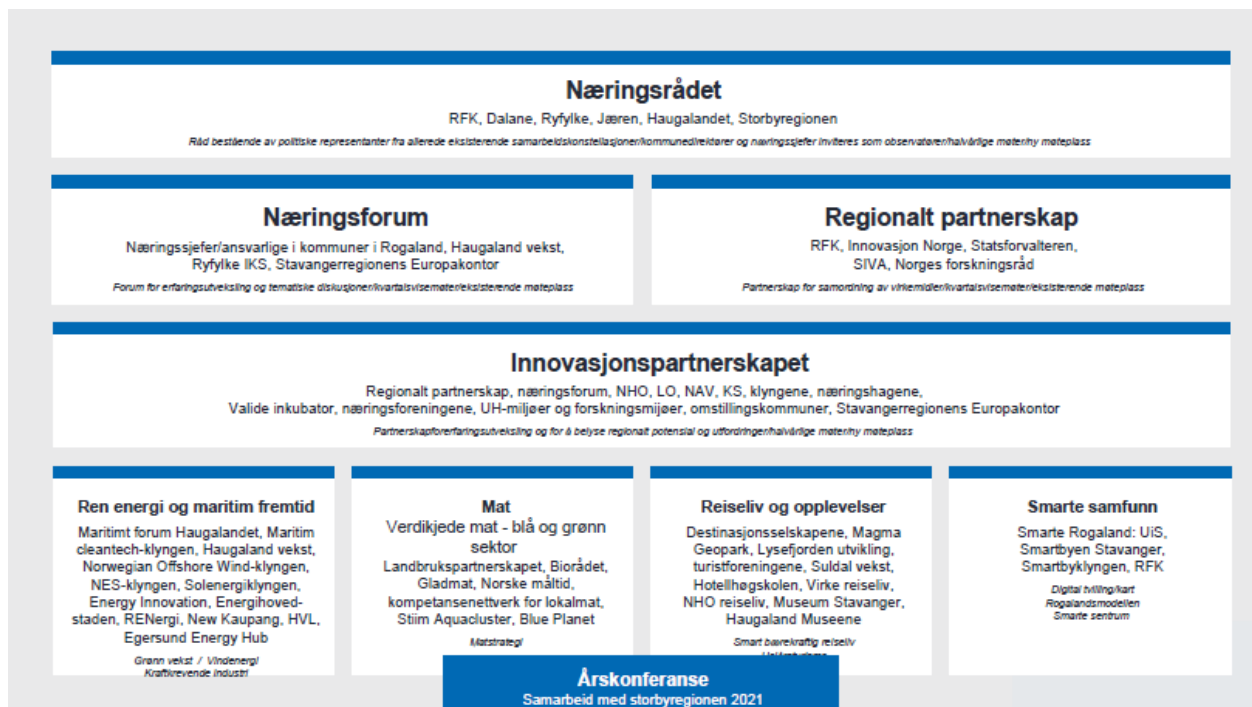 Næringsrådet
RFK, Dalane, Ryfylke, Jæren, Haugalandet, Storbyregionen
Råd bestående av politiske representanter fra allerede eksisterende samarbeidskonstellasjoner/kommunedirektører og næringssjefer inviteres som observatører/halvårlige møter/ny møteplass
Næringsforum
Næringssjefer/ansvarlige i kommuner i Rogaland, Haugaland vekst,
Ryfylke IKS, Stavangerregionens Europakontor
Forum for erfaringsutveksling og tematiske diskusjoner/kvartalsvisemøter/eksisterende møteplass
Regionalt partnerskap
RFK, Innovasjon Norge, Statsforvalteren,
SIVA, Norges forskningsråd
Partnerskap for samordning av virkemidler/kvartalsvisemøter/eksisterende møteplass
Innovasjonspartnerskapet
Regionalt partnerskap, næringsforum, NHO, LO, NAV, KS, klyngene, næringshagene,
Valide inkubator, næringsforeningene, UH-miljøer og forskningsmijøer, omstillingskommuner, Stavangerregionens Europakontor
Partnerskapforerfaringsutveksling og for å belyse regionalt potensial og utfordringer/halvårlige møter/ny møteplass
Ren energi og maritim fremtid
Maritimt forum Haugalandet, Maritim
cleantech-klyngen, Haugaland vekst,
Norwegian Offshore Wind-klyngen,
NES-klyngen, Solenergiklyngen,
Energy Innovation, Energihoved-
staden, RENergi, New Kaupang, HVL,
Egersund Energy Hub
Grønn vekst / Vindenergi
Kraftkrevende industri
Mat
Verdikjede mat - blå og grønn
sektor
Landbrukspartnerskapet, Biorådet,
Gladmat, Norske måltid,
kompetansenettverk for lokalmat,
Stiim Aquacluster, Blue Planet
Matstrategi
Reiseliv og opplevelser
Destinasjonsselskapene, Magma
Geopark, Lysefjorden utvikling,
turistforeningene, Suldal vekst,
Hotellhøgskolen, Virke reiseliv,
NHO reiseliv, Museum Stavanger,
Haugaland Museene
Smart bærekraftig reiseliv
Smarte samfunn
Smarte Rogaland: UiS,
Smartbyen Stavanger,
Smartbyklyngen, RFK
Digital tvilling/kart
Rogalandsmodellen
Smarte sentrum
Årskonferanse
Samarbeid med storbyregionen 2021